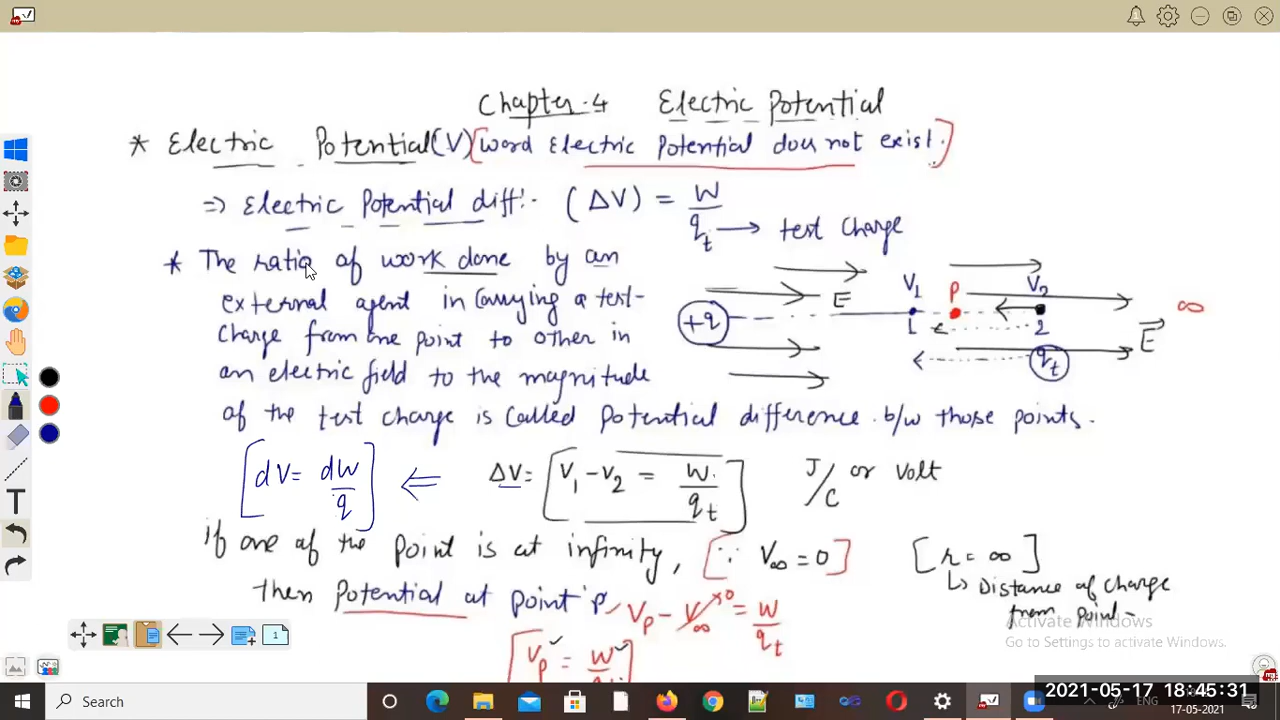 Chapter-4 Electric Potential
* Electric Potential (V) [word Electric Potential dou not exist.]
⇒ Electric Potential diff:- (ΔV) = W/qt → test Charge
* The ratio of work done by an
external agent in Carrying a test-
Charge from one point to other in
an electric field to the magnitude
of the test charge is Called Potential difference b/w those points.
+q E V1 P V2 ∞
1 2 E
qt
[dV = dw/q] ⇐ ΔV = [V1 - V2 = W/qt] J/C or Volt
If one of the Point is at infinity, [∵ V∞ = 0] [r = ∞]
↳ Distance of Charge
from point-
then Potential at point 'P' Vp - V∞ 0 = W/qt
[Vp = W
Activate Windows
Go to Settings to activate Windows.
T
1
Search
ENG
2021-05-17 18:45:31
17-05-2021